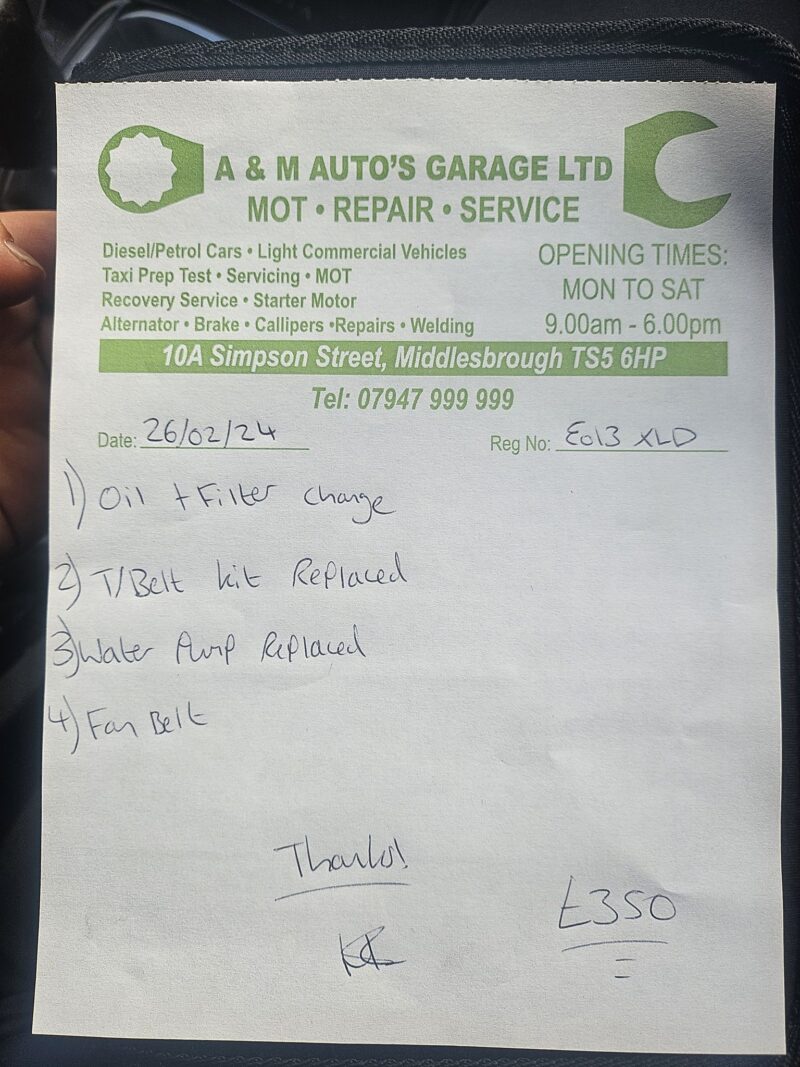 A & M AUTO'S GARAGE LTD
MOT • REPAIR • SERVICE
Diesel/Petrol Cars • Light Commercial Vehicles
Taxi Prep Test • Servicing • MOT
Recovery Service • Starter Motor
Alternator • Brake • Callipers •Repairs • Welding
OPENING TIMES:
MON TO SAT
9.00am - 6.00pm
10A Simpson Street, Middlesbrough TS5 6HP
Tel: 07947 999 999
Date: 26/02/24
Reg No: EO13 XLD
1) Oil + Filter Change
2) T/Belt kit Replaced
3) Water Pump Replaced
4) Fan Belt
Thanks!
£350